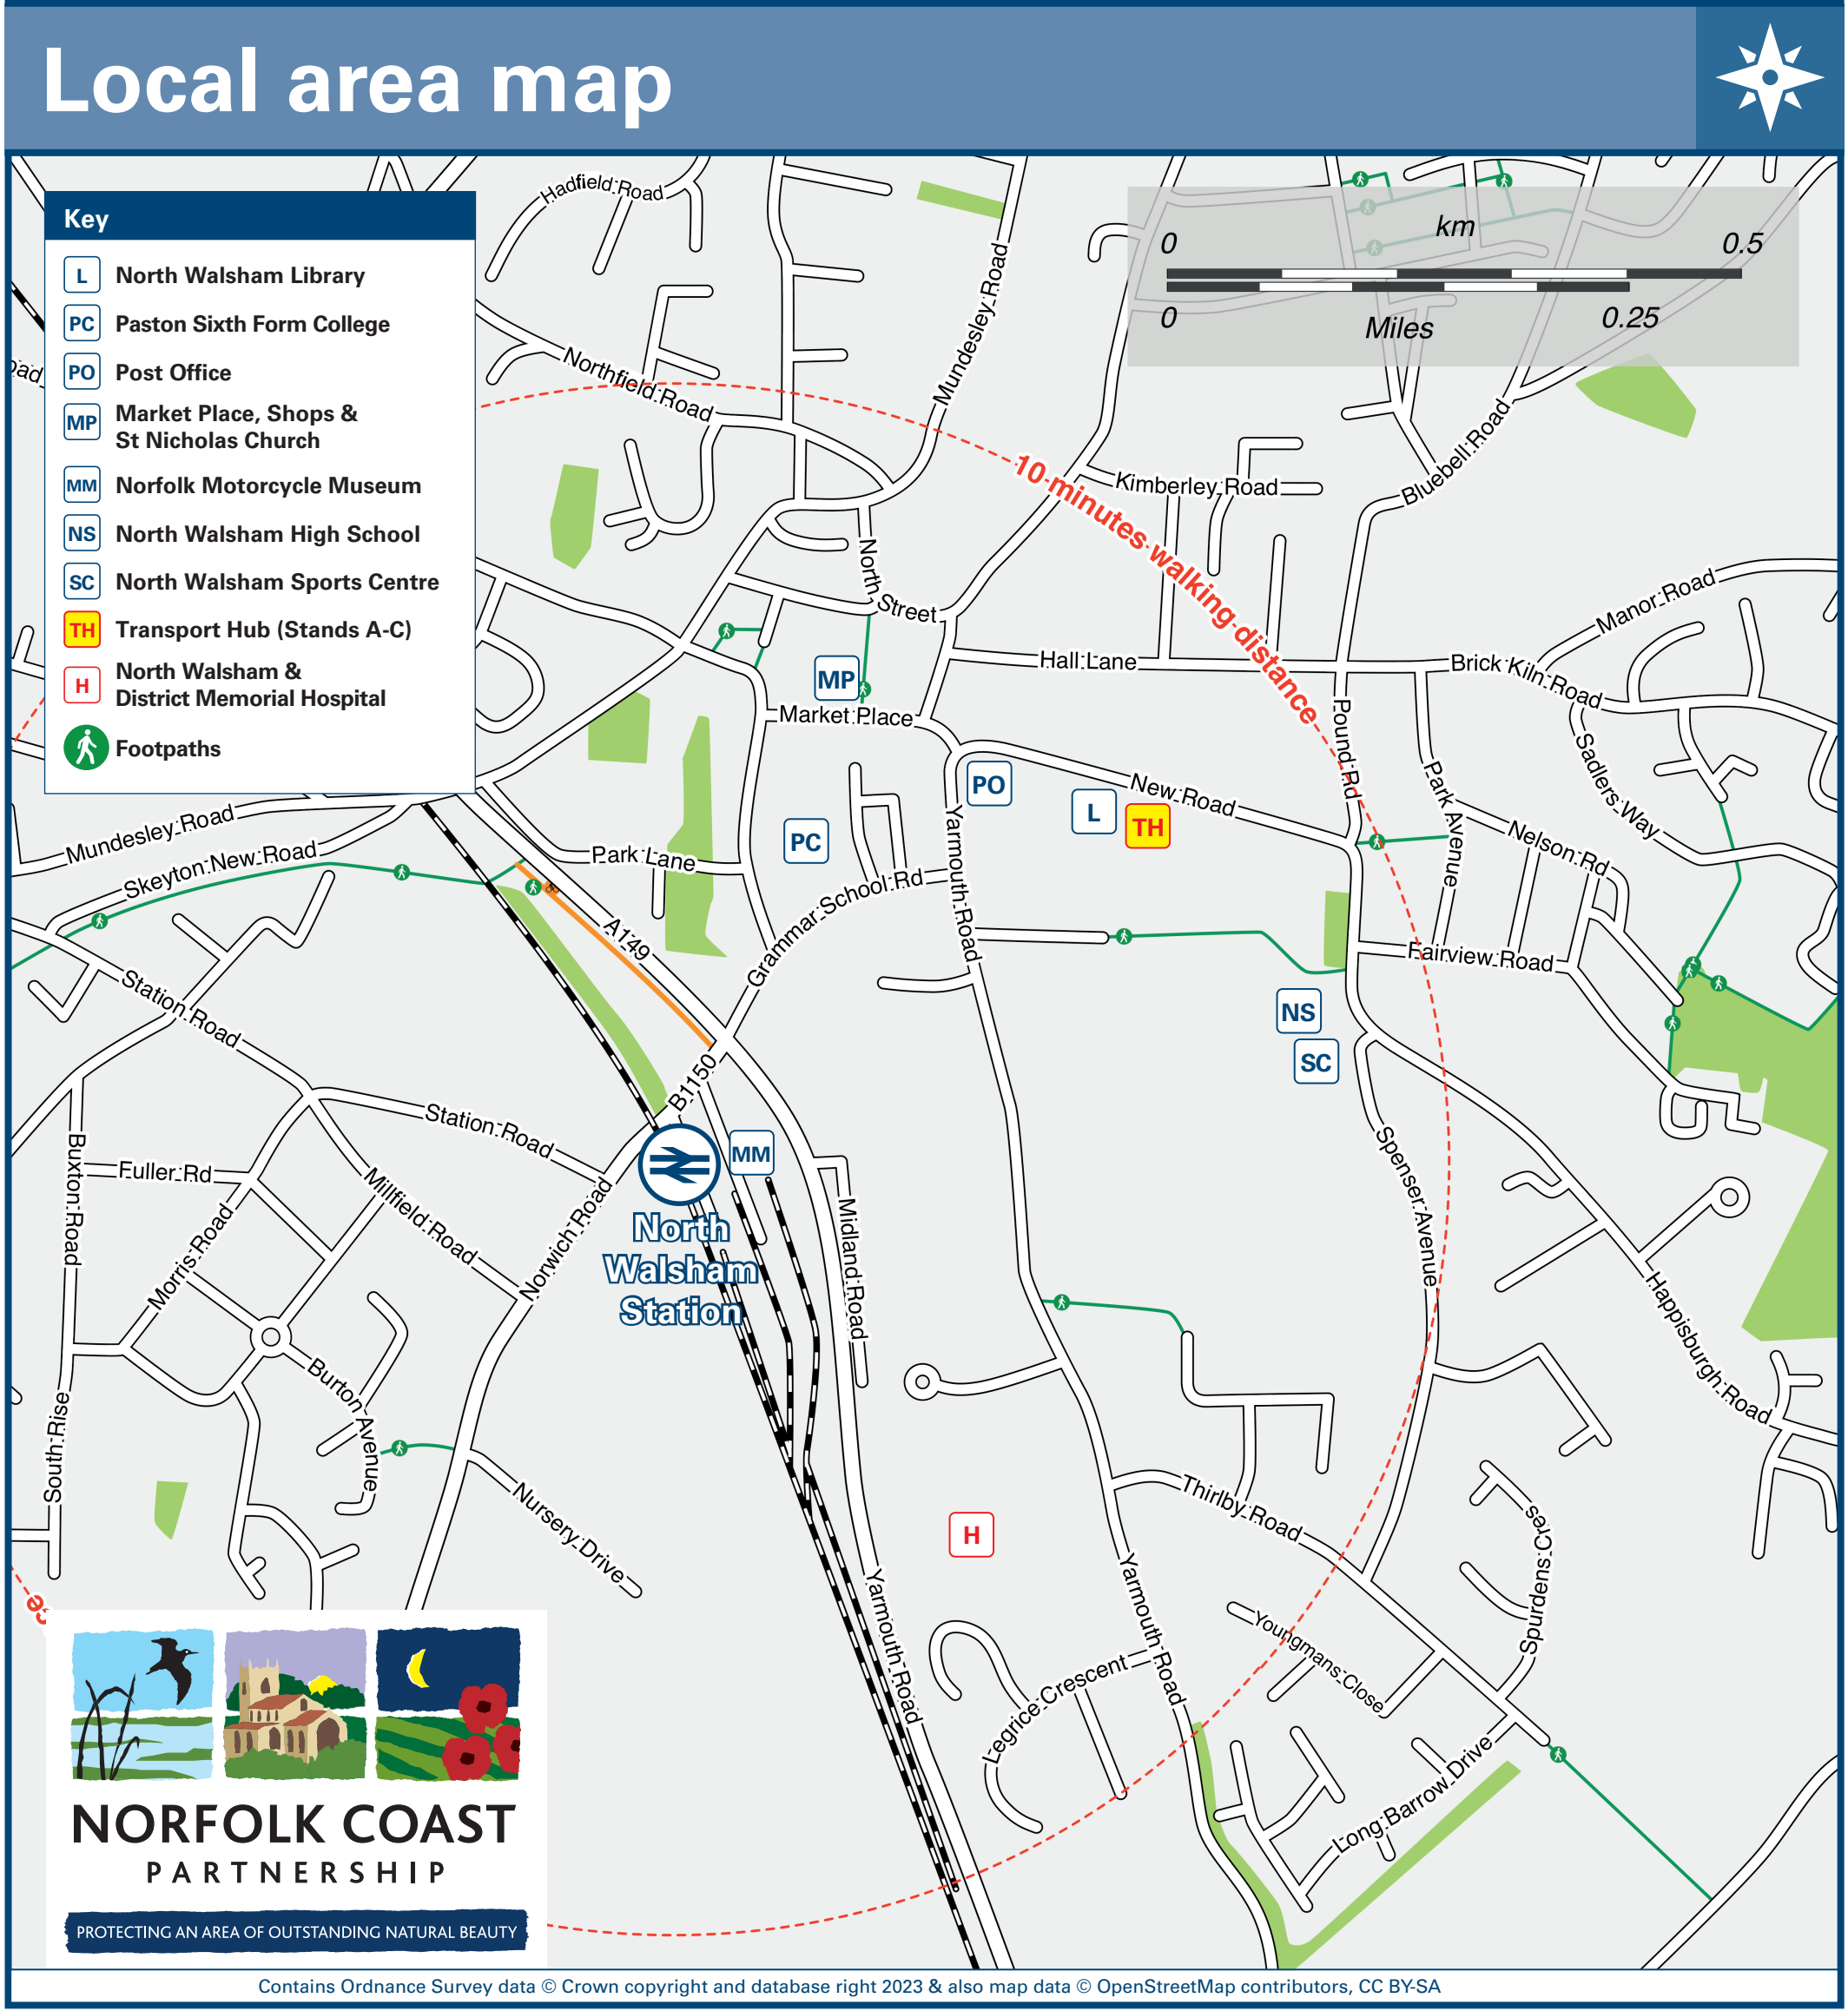 Local area map
Key
L North Walsham Library
PC Paston Sixth Form College
PO Post Office
MP Market Place, Shops &
St Nicholas Church
MM Norfolk Motorcycle Museum
NS North Walsham High School
SC North Walsham Sports Centre
TH Transport Hub (Stands A-C)
H North Walsham &
District Memorial Hospital
Footpaths
km
0 0.5
0 0.25
Miles
Hadfield Road
Mundesley Road
Northfield Road
oad
10 minutes walking distance
Kimberley Road
Bluebell Road
North Street
Manor Road
Hall Lane
Brick Kiln Road
MP
Market Place
Pound Rd
Sadlers Way
PO
New Road
L
TH
Park Avenue
Nelson Rd
Mundesley Road
Skeyton New Road
Park Lane
PC
Yarmouth Road
Grammar School Rd
A149
Fairview Road
Station Road
NS
SC
B1150
Station Road
MM
Spenser Avenue
Buxton Road
Fuller Rd
Millfield Road
Morris Road
Norwich Road
North
Walsham
Station
Midland Road
Happisburgh Road
Burton Avenue
South Rise
Nursery Drive
Thirlby Road
H
Spurdens Cres
Yarmouth Road
Yarmouth Road
Youngmans Close
Legrice Crescent
Long Barrow Drive
ce
NORFOLK COAST
PARTNERSHIP
PROTECTING AN AREA OF OUTSTANDING NATURAL BEAUTY
Contains Ordnance Survey data © Crown copyright and database right 2023 & also map data © OpenStreetMap contributors, CC BY-SA